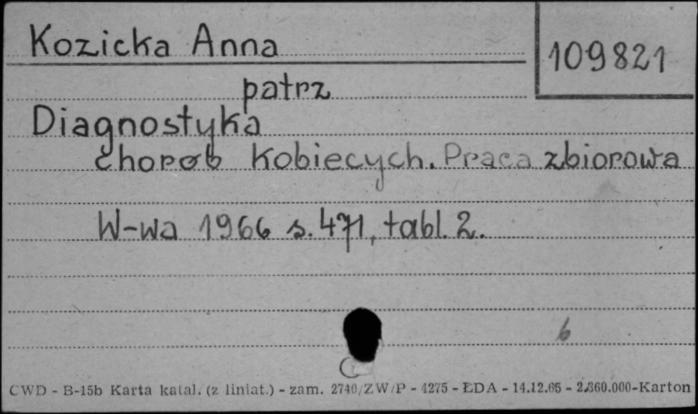 Kozicka Anna
109821
patrz
Diagnostyka
chorób kobiecych. Praca zbiorowa
W-wa 1966 s. 471, tabl. 2.
b
CWD - B-15b Karta katal. (z liniat.) - zam. 2740/ZW/P - 4275 - ŁDA - 14.12.65 - 2.360.000-Karton